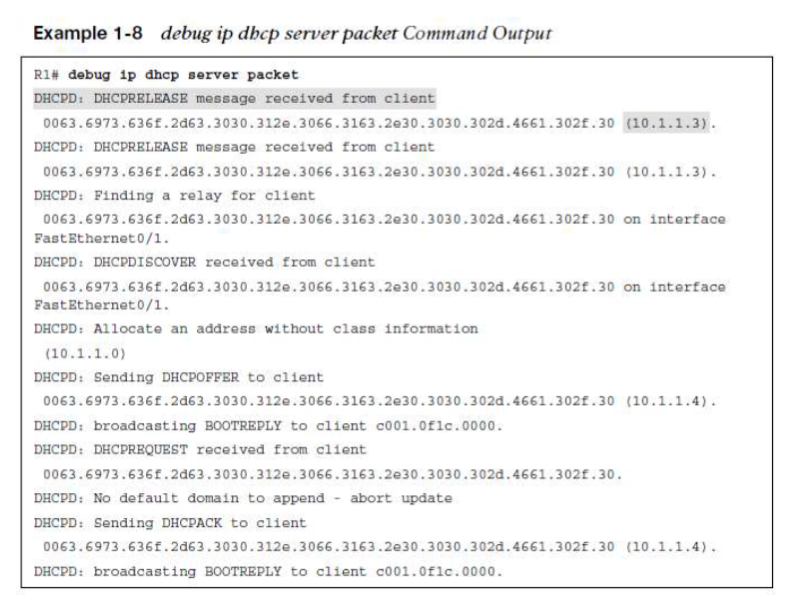 Example 1-8 debug ip dhcp server packet Command Output
R1# debug ip dhcp server packet
DHCPD: DHCPRELEASE message received from client
0063.6973.636f.2d63.3030.312e.3066.3163.2e30.3030.302d.4661.302f.30 (10.1.1.3).
DHCPD: DHCPRELEASE message received from client
0063.6973.636f.2d63.3030.312e.3066.3163.2e30.3030.302d.4661.302f.30 (10.1.1.3).
DHCPD: Finding a relay for client
0063.6973.636f.2d63.3030.312e.3066.3163.2e30.3030.302d.4661.302f.30 on interface
FastEthernet0/1.
DHCPD: DHCPDISCOVER received from client
0063.6973.636f.2d63.3030.312e.3066.3163.2e30.3030.302d.4661.302f.30 on interface
FastEthernet0/1.
DHCPD: Allocate an address without class information
(10.1.1.0)
DHCPD: Sending DHCPOFFER to client
0063.6973.636f.2d63.3030.312e.3066.3163.2e30.3030.302d.4661.302f.30 (10.1.1.4).
DHCPD: broadcasting BOOTREPLY to client c001.0f1c.0000.
DHCPD: DHCPREQUEST received from client
0063.6973.636f.2d63.3030.312e.3066.3163.2e30.3030.302d.4661.302f.30.
DHCPD: No default domain to append - abort update
DHCPD: Sending DHCPACK to client
0063.6973.636f.2d63.3030.312e.3066.3163.2e30.3030.302d.4661.302f.30 (10.1.1.4).
DHCPD: broadcasting BOOTREPLY to client c001.0f1c.0000.